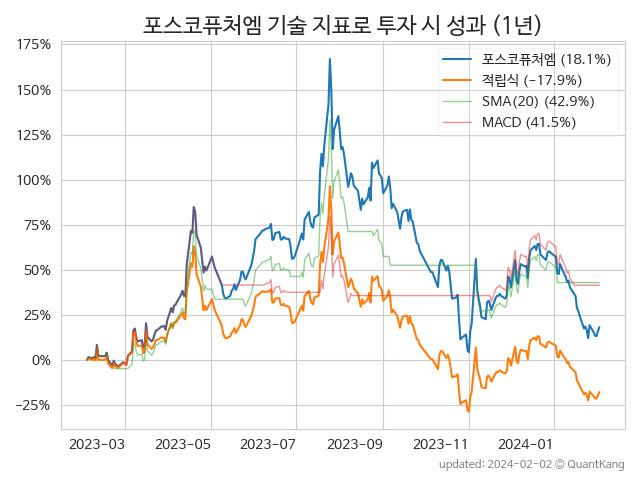 포스코퓨처엠 기술 지표로 투자 시 성과 (1년)
175%
150%
125%
100%
75%
50%
25%
0%
−25%
포스코퓨처엠 (18.1%)
적립식 (−17.9%)
SMA(20) (42.9%)
MACD (41.5%)
2023-03
2023-05
2023-07
2023-09
2023-11
2024-01
updated: 2024-02-02 © QuantKang